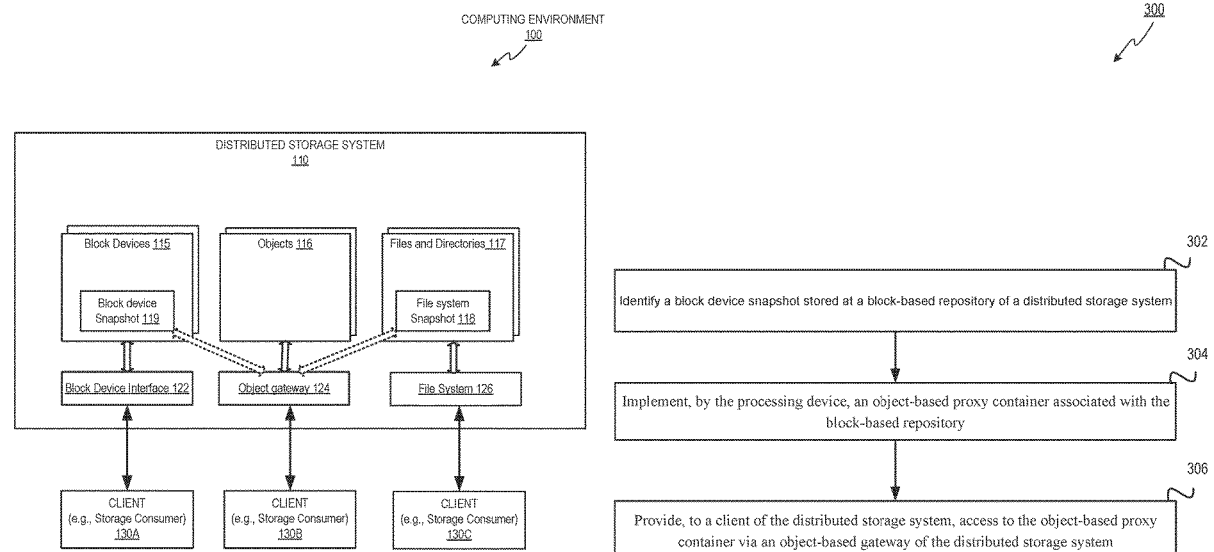 COMPUTING ENVIRONMENT
100
DISTRIBUTED STORAGE SYSTEM
110
Block Devices 115
Objects 116
Files and Directories 117
Block device
Snapshot 119
File system
Snapshot 118
Block Device Interface 122
Object gateway 124
File System 126
CLIENT
(e.g., Storage Consumer)
130A
CLIENT
(e.g., Storage Consumer)
130B
CLIENT
(e.g., Storage Consumer)
130C
300
302
Identify a block device snapshot stored at a block-based repository of a distributed storage system
304
Implement, by the processing device, an object-based proxy container associated with the
block-based repository
306
Provide, to a client of the distributed storage system, access to the object-based proxy
container via an object-based gateway of the distributed storage system